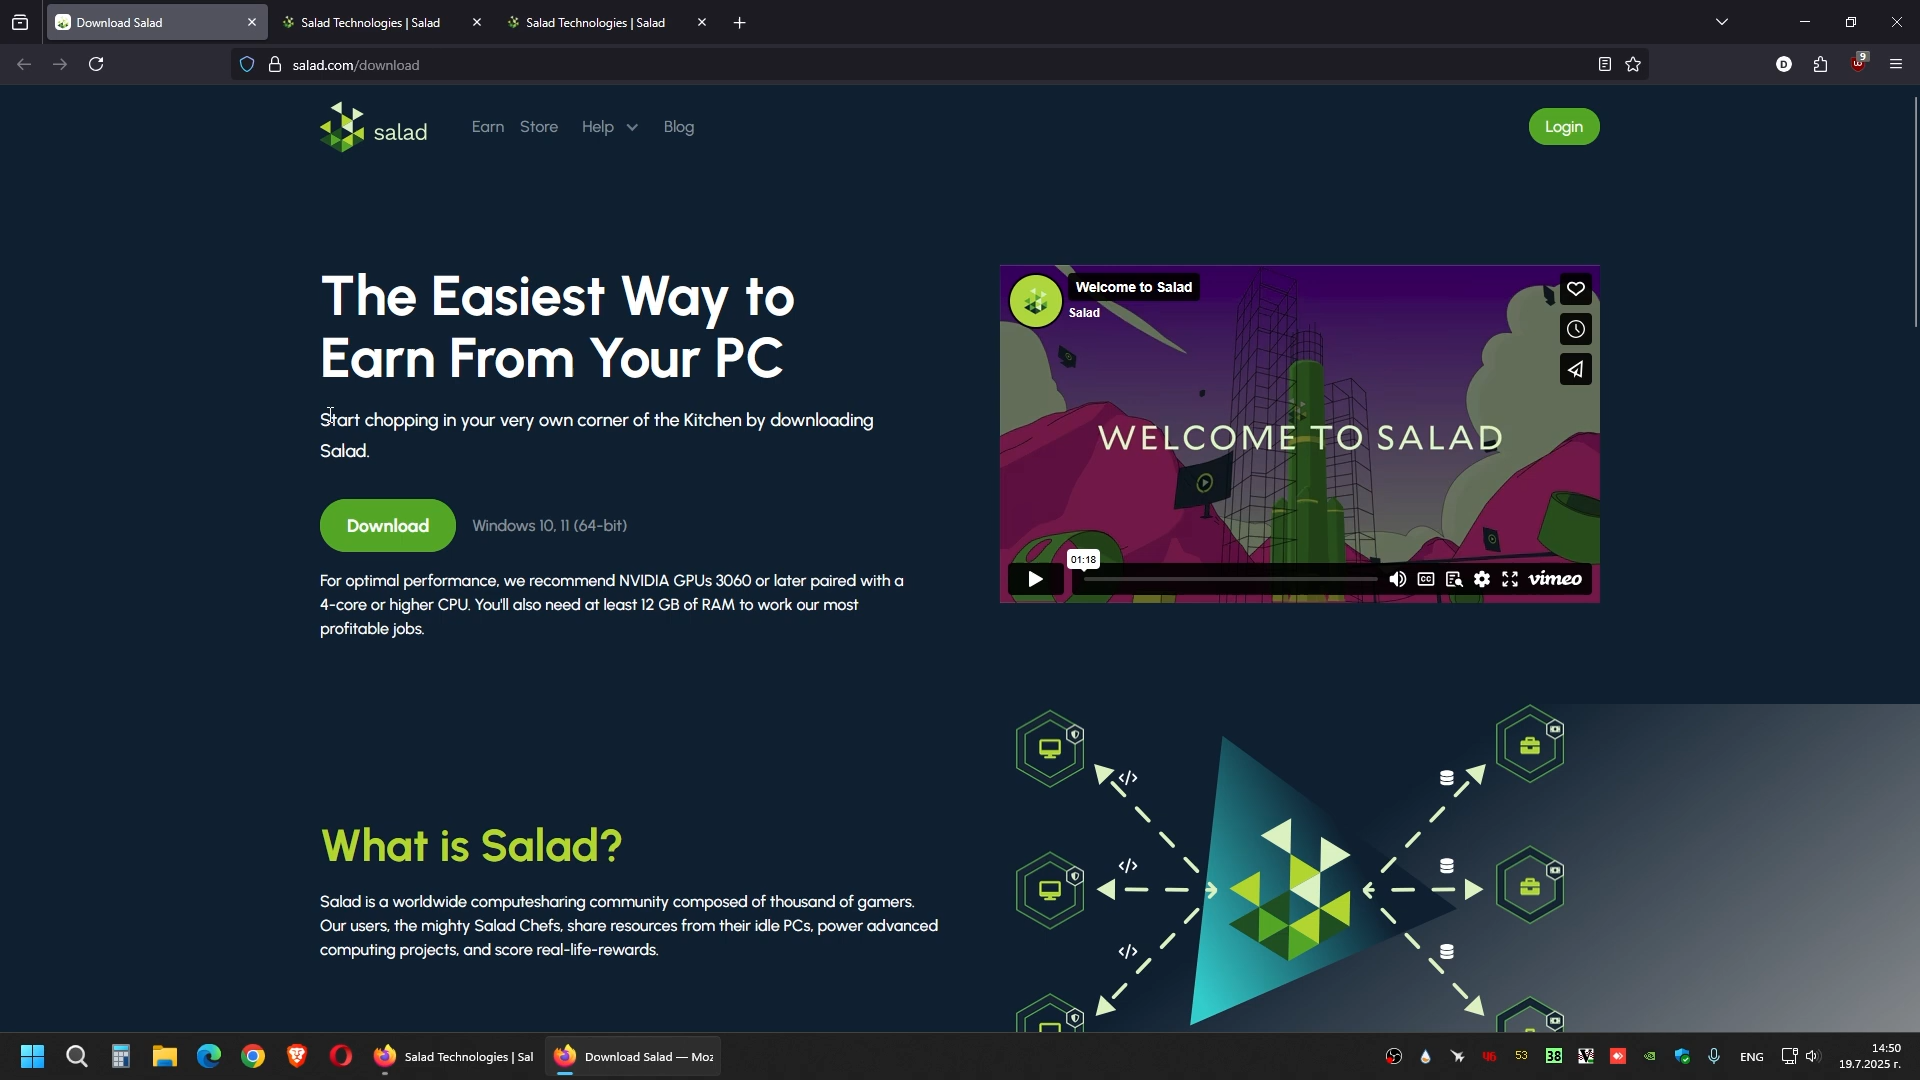 Download Salad
Salad Technologies | Salad
Salad Technologies | Salad
salad.com/download
D
9
salad
Earn
Store
Help
Blog
Login
The Easiest Way to
Earn From Your PC
Start chopping in your very own corner of the Kitchen by downloading
Salad.
Download
Windows 10, 11 (64-bit)
For optimal performance, we recommend NVIDIA GPUs 3060 or later paired with a
4-core or higher CPU. You'll also need at least 12 GB of RAM to work our most
profitable jobs.
Welcome to Salad
Salad
WELCOME TO SALAD
01:18
CC
vimeo
What is Salad?
Salad is a worldwide computesharing community composed of thousand of gamers.
Our users, the mighty Salad Chefs, share resources from their idle PCs, power advanced
computing projects, and score real-life-rewards.
</>
</>
</>
Salad Technologies | Sal
Download Salad — Moz
46
53
38
ENG
14:50
19.7.2025 г.